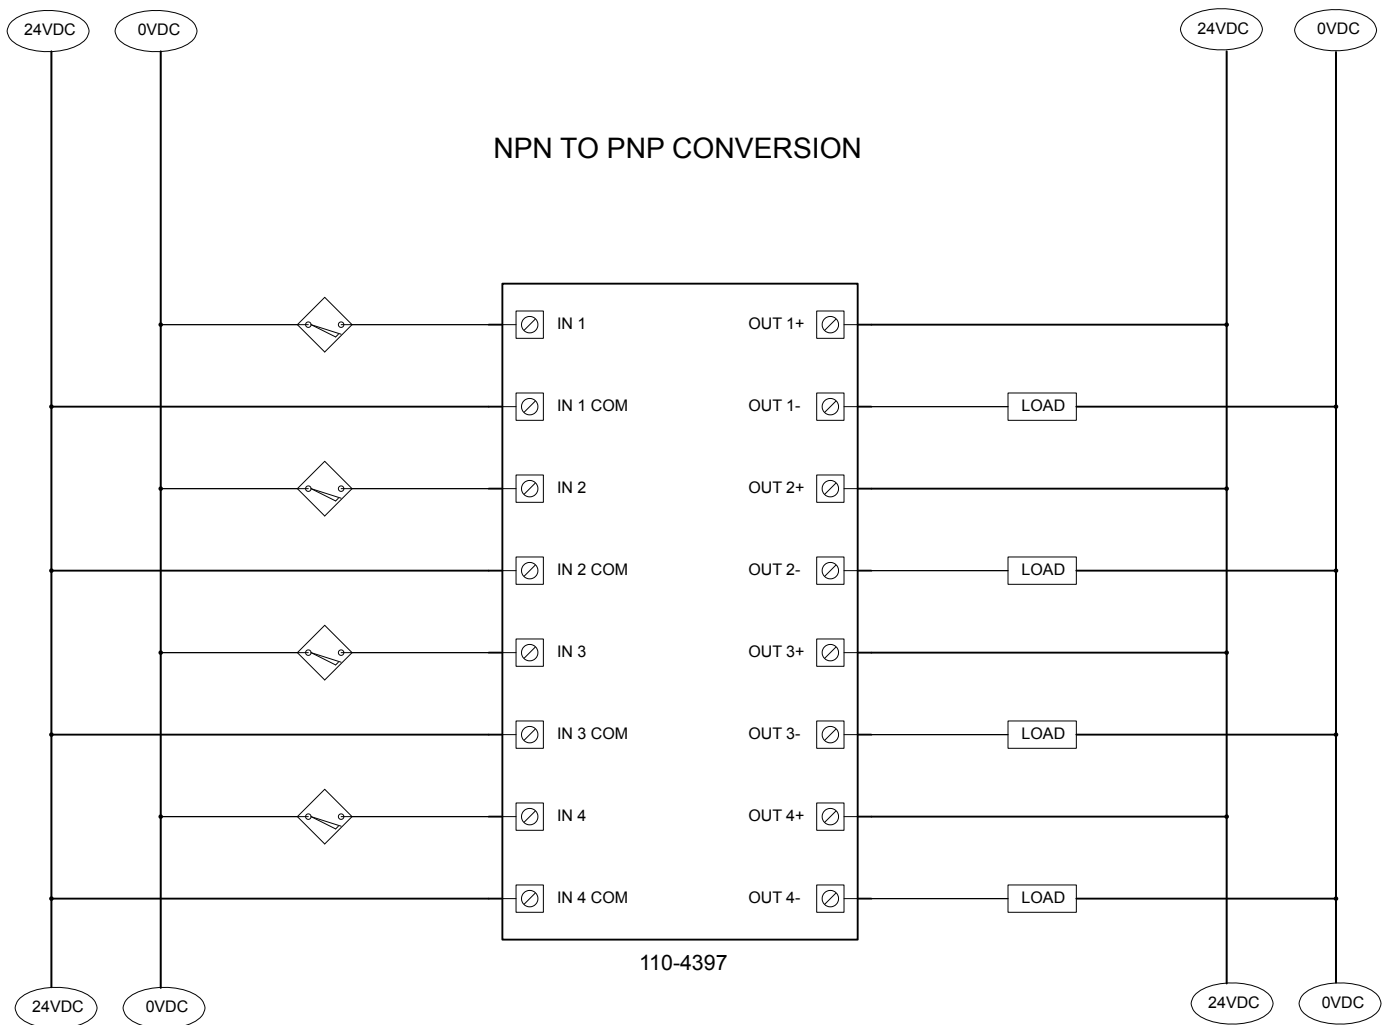 24VDC 0VDC 24VDC 0VDC
NPN TO PNP CONVERSION
IN 1 OUT 1+
IN 1 COM OUT 1- LOAD
IN 2 OUT 2+
IN 2 COM OUT 2- LOAD
IN 3 OUT 3+
IN 3 COM OUT 3- LOAD
IN 4 OUT 4+
IN 4 COM OUT 4- LOAD
110-4397
24VDC 0VDC 24VDC 0VDC